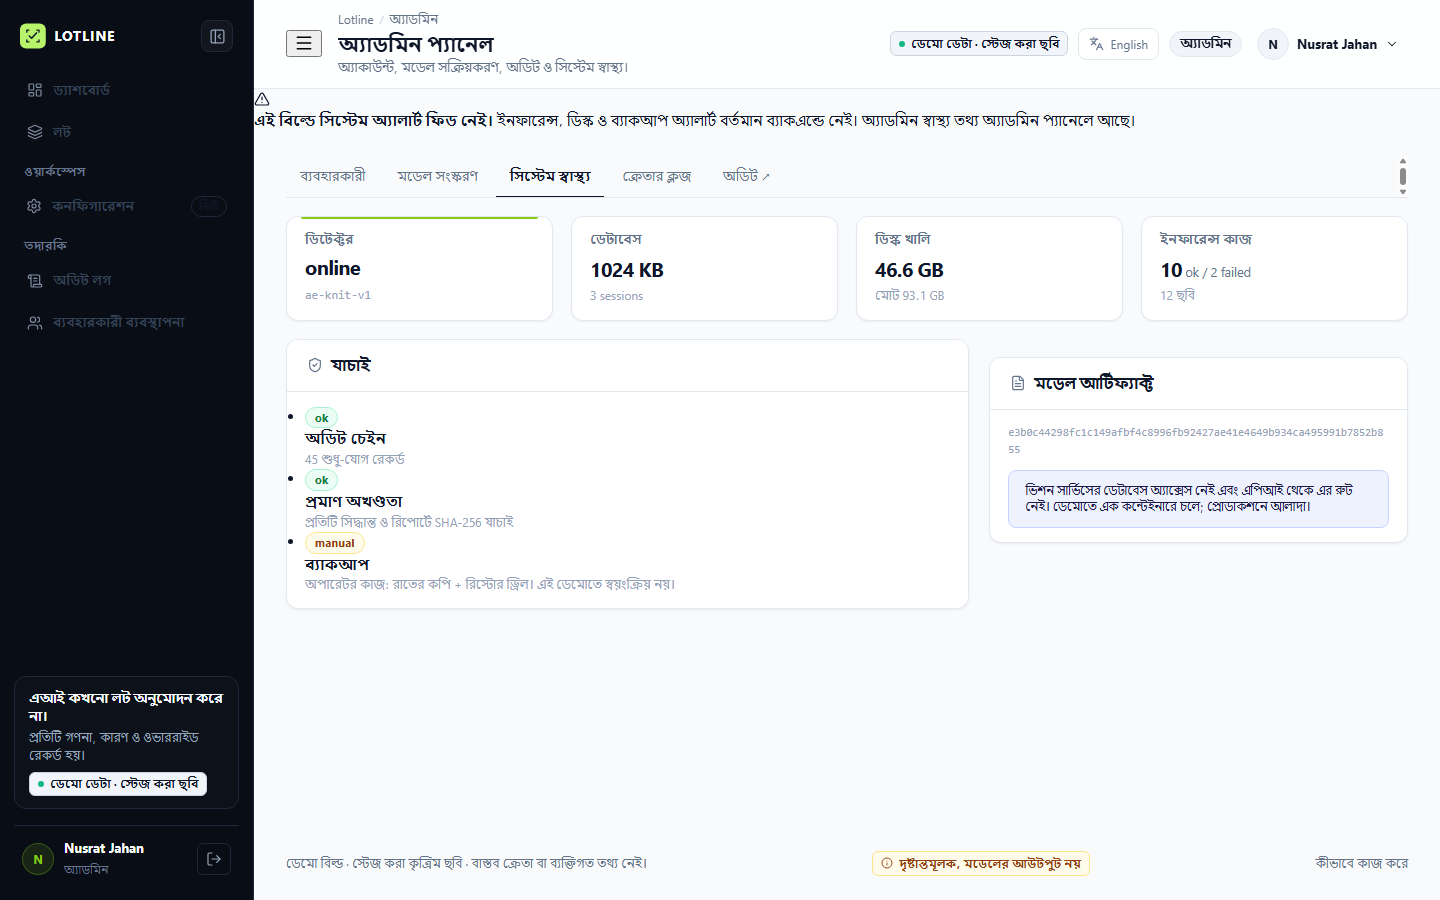 LOTLINE
ড্যাশবোর্ড
লট
ওয়ার্কস্পেস
কনফিগারেশন
তদারকি
অডিট লগ
ব্যবহারকারী ব্যবস্থাপনা
এআই কখনো লট অনুমোদন করে
না।
প্রতিটি গণনা, কারণ ও ওভাররাইড
রেকর্ড হয়।
ডেমো ডেটা · স্টেজ করা ছবি
N
Nusrat Jahan
অ্যাডমিন
Lotline / অ্যাডমিন
অ্যাডমিন প্যানেল
অ্যাকাউন্ট, মডেল সক্রিয়করণ, অডিট ও সিস্টেম স্বাস্থ্য।
ডেমো ডেটা · স্টেজ করা ছবি
English
অ্যাডমিন
N Nusrat Jahan
এই বিল্ডে সিস্টেম অ্যালার্ট ফিড নেই। ইনফারেন্স, ডিস্ক ও ব্যাকআপ অ্যালার্ট বর্তমান ব্যাকএন্ডে নেই। অ্যাডমিন স্বাস্থ্য তথ্য অ্যাডমিন প্যানেলে আছে।
ব্যবহারকারী মডেল সংস্করণ সিস্টেম স্বাস্থ্য ক্রেতার ক্লজ অডিট ↗
ডিটেক্টর
online
ae-knit-v1
ডেটাবেস
1024 KB
3 sessions
ডিস্ক খালি
46.6 GB
মোট 93.1 GB
ইনফারেন্স কাজ
10 ok / 2 failed
12 ছবি
যাচাই
ok
অডিট চেইন
45 শুধু-যোগ রেকর্ড
ok
প্রমাণ অখণ্ডতা
প্রতিটি সিদ্ধান্ত ও রিপোর্টে SHA-256 যাচাই
manual
ব্যাকআপ
অপারেটর কাজ: রাতের কপি + রিস্টোর ড্রিল। এই ডেমোতে স্বয়ংক্রিয় নয়।
মডেল আর্টিফ্যাক্ট
e3b0c44298fc1c149afbf4c8996fb92427ae41e4649b934ca495991b7852b8
55
ভিশন সার্ভিসের ডেটাবেস অ্যাক্সেস নেই এবং এপিআই থেকে এর রুট
নেই। ডেমোতে এক কন্টেইনারে চলে; প্রোডাকশনে আলাদা।
ডেমো বিল্ড · স্টেজ করা কৃত্রিম ছবি · বাস্তব ক্রেতা বা ব্যক্তিগত তথ্য নেই।
দৃষ্টান্তমূলক, মডেলের আউটপুট নয়
কীভাবে কাজ করে